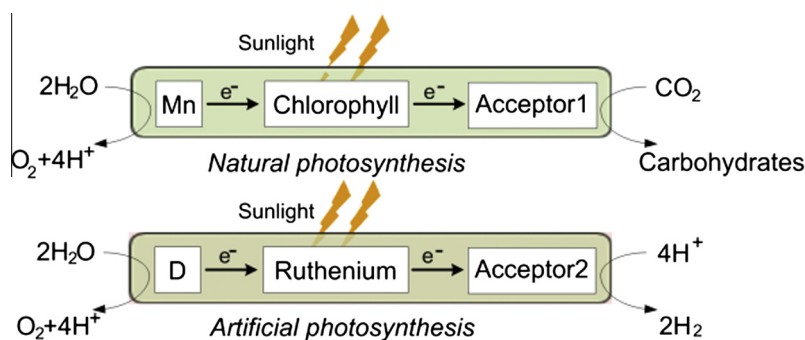 Sunlight
2H₂O
Mn
e⁻
Chlorophyll
e⁻
Acceptor1
CO₂
O₂+4H⁺
Natural photosynthesis
Carbohydrates
Sunlight
2H₂O
D
e⁻
Ruthenium
e⁻
Acceptor2
4H⁺
O₂+4H⁺
Artificial photosynthesis
2H₂